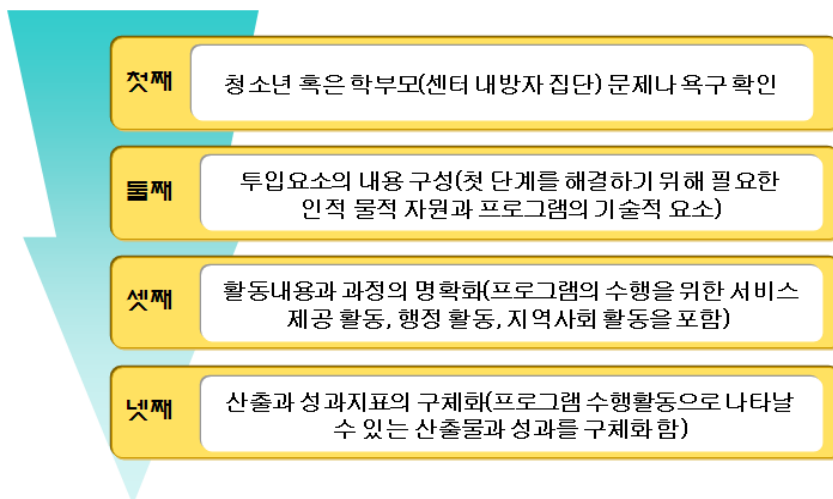 첫째
청소년 혹은 학부모(센터 내방자 집단) 문제나 욕구 확인
둘째
투입요소의 내용 구성(첫 단계를 해결하기 위해 필요한
인적 물적 자원과 프로그램의 기술적 요소)
셋째
활동내용과 과정의 명확화(프로그램의 수행을 위한 서비스
제공 활동, 행정 활동, 지역사회 활동을 포함)
넷째
산출과 성과지표의 구체화(프로그램 수행활동으로 나타날
수 있는 산출물과 성과를 구체화 함)